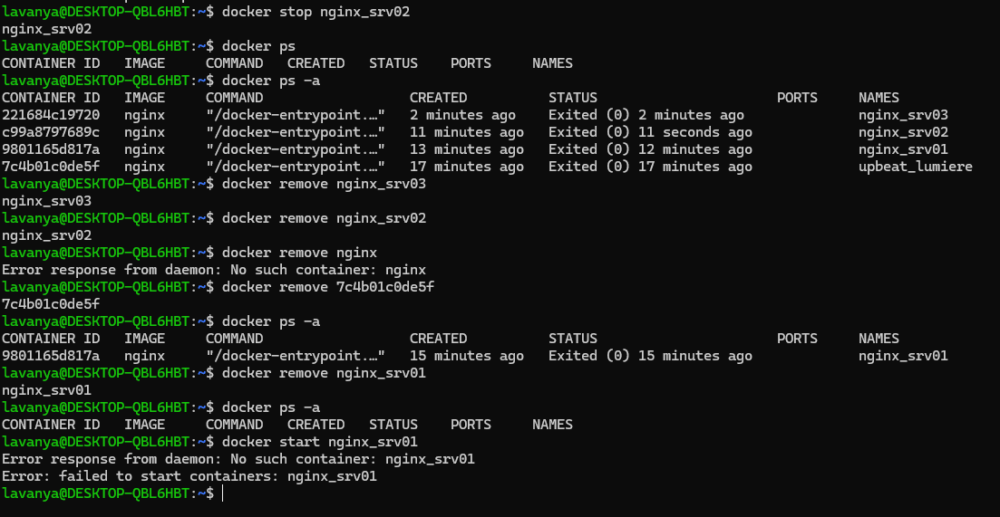 lavanya@DESKTOP-QBL6HBT:~$ docker stop nginx_srv02
nginx_srv02
lavanya@DESKTOP-QBL6HBT:~$ docker ps
CONTAINER ID   IMAGE     COMMAND   CREATED   STATUS    PORTS     NAMES
lavanya@DESKTOP-QBL6HBT:~$ docker ps -a
CONTAINER ID   IMAGE     COMMAND                  CREATED          STATUS                      PORTS     NAMES
221684c19720   nginx     "/docker-entrypoint.…"   2 minutes ago    Exited (0) 2 minutes ago              nginx_srv03
c99a8797689c   nginx     "/docker-entrypoint.…"   11 minutes ago   Exited (0) 11 seconds ago             nginx_srv02
9801165d817a   nginx     "/docker-entrypoint.…"   13 minutes ago   Exited (0) 12 minutes ago             nginx_srv01
7c4b01c0de5f   nginx     "/docker-entrypoint.…"   17 minutes ago   Exited (0) 17 minutes ago             upbeat_lumiere
lavanya@DESKTOP-QBL6HBT:~$ docker remove nginx_srv03
nginx_srv03
lavanya@DESKTOP-QBL6HBT:~$ docker remove nginx_srv02
nginx_srv02
lavanya@DESKTOP-QBL6HBT:~$ docker remove nginx
Error response from daemon: No such container: nginx
lavanya@DESKTOP-QBL6HBT:~$ docker remove 7c4b01c0de5f
7c4b01c0de5f
lavanya@DESKTOP-QBL6HBT:~$ docker ps -a
CONTAINER ID   IMAGE     COMMAND                  CREATED          STATUS                      PORTS     NAMES
9801165d817a   nginx     "/docker-entrypoint.…"   15 minutes ago   Exited (0) 15 minutes ago             nginx_srv01
lavanya@DESKTOP-QBL6HBT:~$ docker remove nginx_srv01
nginx_srv01
lavanya@DESKTOP-QBL6HBT:~$ docker ps -a
CONTAINER ID   IMAGE     COMMAND   CREATED   STATUS    PORTS     NAMES
lavanya@DESKTOP-QBL6HBT:~$ docker start nginx_srv01
Error response from daemon: No such container: nginx_srv01
Error: failed to start containers: nginx_srv01
lavanya@DESKTOP-QBL6HBT:~$